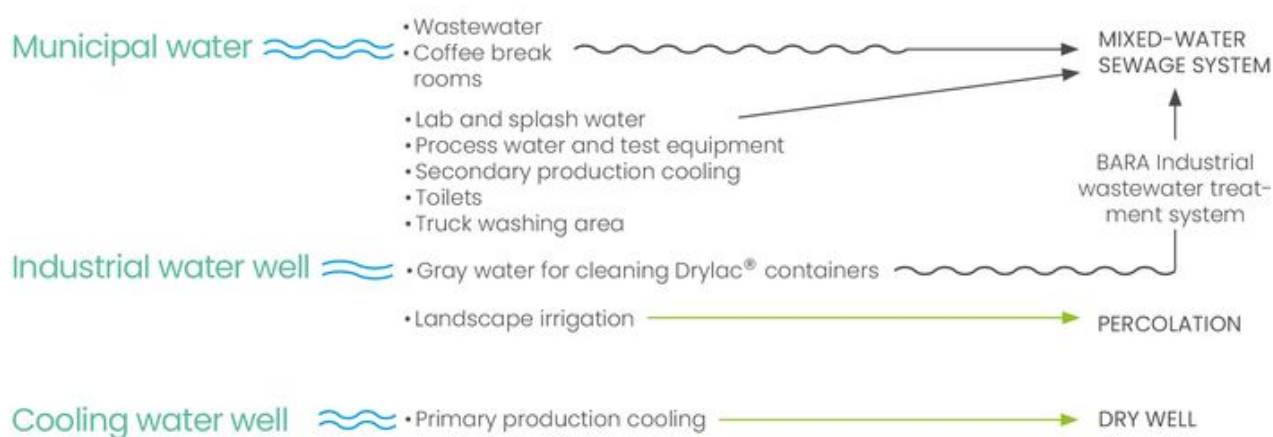 Municipal water
• Wastewater
• Coffee break
rooms
MIXED-WATER
SEWAGE SYSTEM
• Lab and splash water
• Process water and test equipment
• Secondary production cooling
• Toilets
• Truck washing area
BARA Industrial
wastewater treat-
ment system
Industrial water well
• Gray water for cleaning Drylac® containers
• Landscape irrigation
PERCOLATION
Cooling water well
• Primary production cooling
DRY WELL